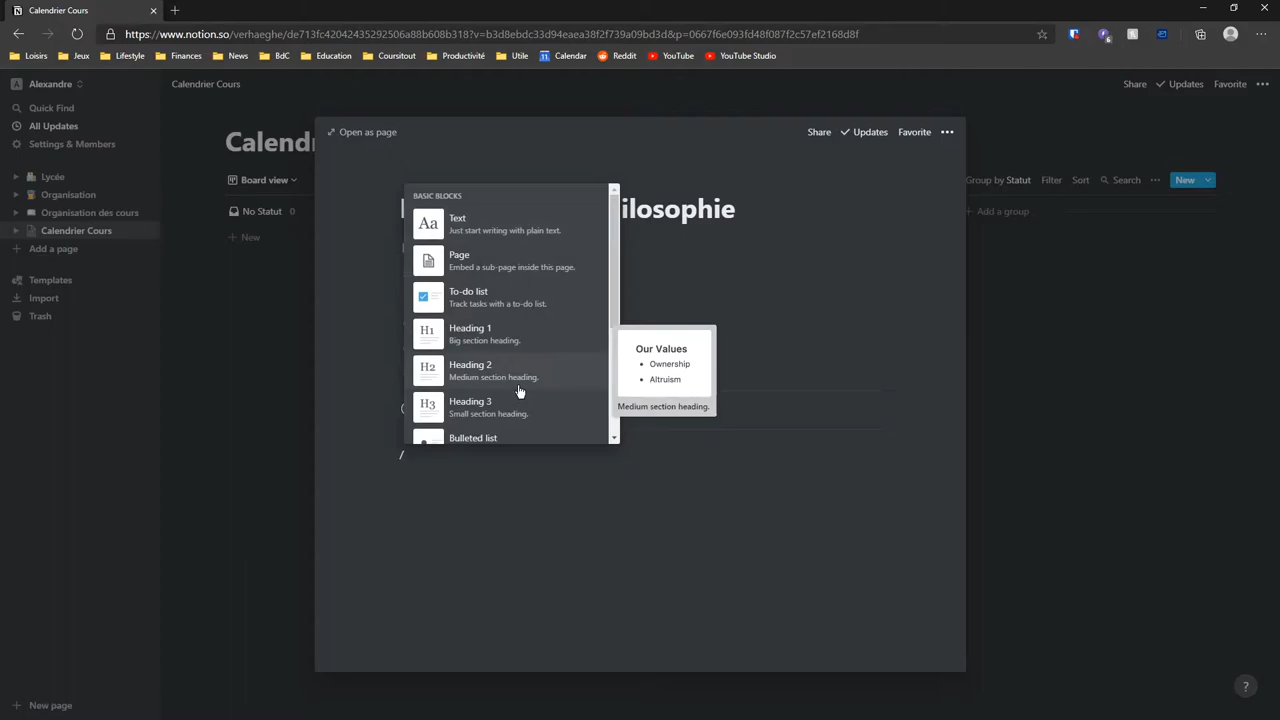 Calendrier Cours
https://www.notion.so/verhaeghe/de713fc42042435292506a88b608b318?v=b3d8ebdc33d94eaea38f2f739a09bd3d&p=0667f6e093fd48f087f2c57ef2168d8f
Loisirs Jeux Lifestyle Finances News BdC Education Coursitout Productivité Utile Calendar Reddit YouTube YouTube Studio
A Alexandre
Calendrier Cours
Share Updates Favorite
Quick Find
All Updates
Settings & Members
Lycée
Organisation
Organisation des cours
Calendrier Cours
Add a page
Templates
Import
Trash
New page
Calendri
Board view
Group by Statut Filter Sort Search New
No Statut 0
Add a group
New
Open as page
Share Updates Favorite
ilosophie
BASIC BLOCKS
Aa Text
Just start writing with plain text.
Page
Embed a sub-page inside this page.
To-do list
Track tasks with a to-do list.
H1 Heading 1
Big section heading.
H2 Heading 2
Medium section heading.
H3 Heading 3
Small section heading.
Bulleted list
Our Values
Ownership
Altruism
Medium section heading.
/
?